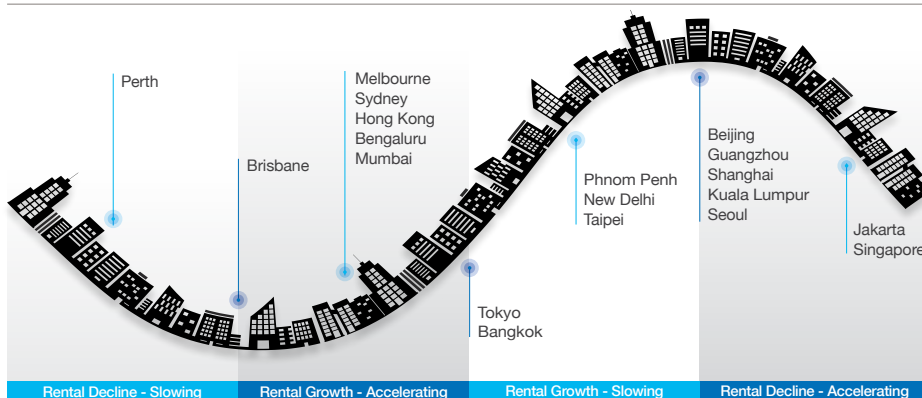 Perth
Brisbane
Melbourne
Sydney
Hong Kong
Bengaluru
Mumbai
Tokyo
Bangkok
Phnom Penh
New Delhi
Taipei
Beijing
Guangzhou
Shanghai
Kuala Lumpur
Seoul
Jakarta
Singapore
Rental Decline - Slowing
Rental Growth - Accelerating
Rental Growth - Slowing
Rental Decline - Accelerating